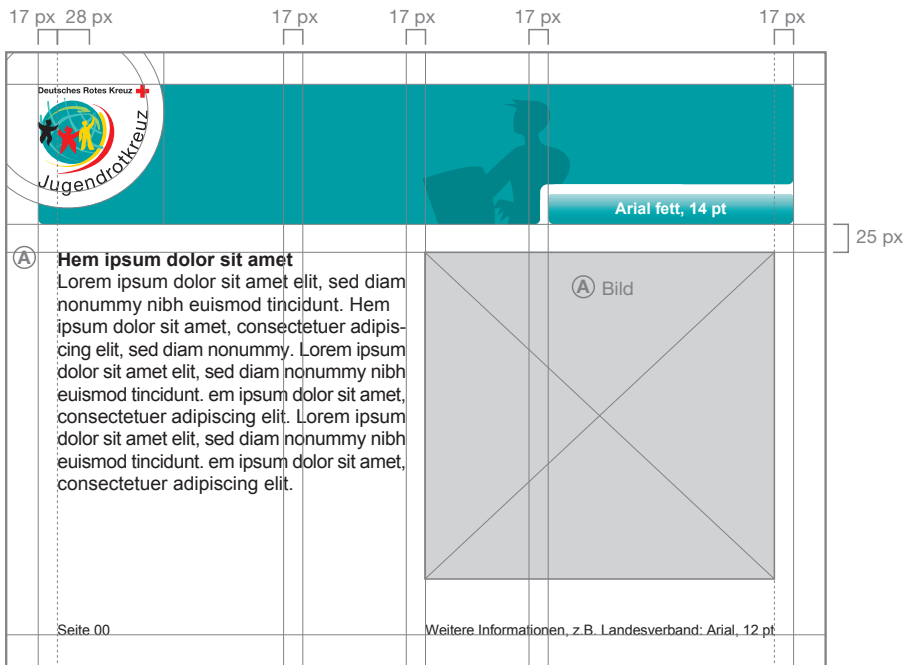 17 px 28 px 17 px 17 px 17 px 17 px
Deutsches Rotes Kreuz
Jugendrotkreuz
Arial fett, 14 pt
25 px
A
Hem ipsum dolor sit amet
Lorem ipsum dolor sit amet elit, sed diam
nonummy nibh euismod tincidunt. Hem
ipsum dolor sit amet, consectetuer adipis-
cing elit, sed diam nonummy. Lorem ipsum
dolor sit amet elit, sed diam nonummy nibh
euismod tincidunt. em ipsum dolor sit amet,
consectetuer adipiscing elit. Lorem ipsum
dolor sit amet elit, sed diam nonummy nibh
euismod tincidunt. em ipsum dolor sit amet,
consectetuer adipiscing elit.
A Bild
Seite 00
Weitere Informationen, z.B. Landesverband: Arial, 12 pt